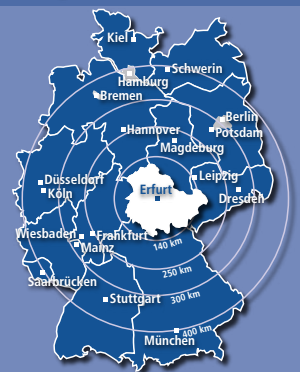 Kiel
Schwerin
Hamburg
Bremen
Berlin
Hannover
Potsdam
Magdeburg
Düsseldorf
Leipzig
Köln
Erfurt
Dresden
Wiesbaden
Frankfurt
Mainz
140 km
250 km
Saarbrücken
300 km
Stuttgart
400 km
München